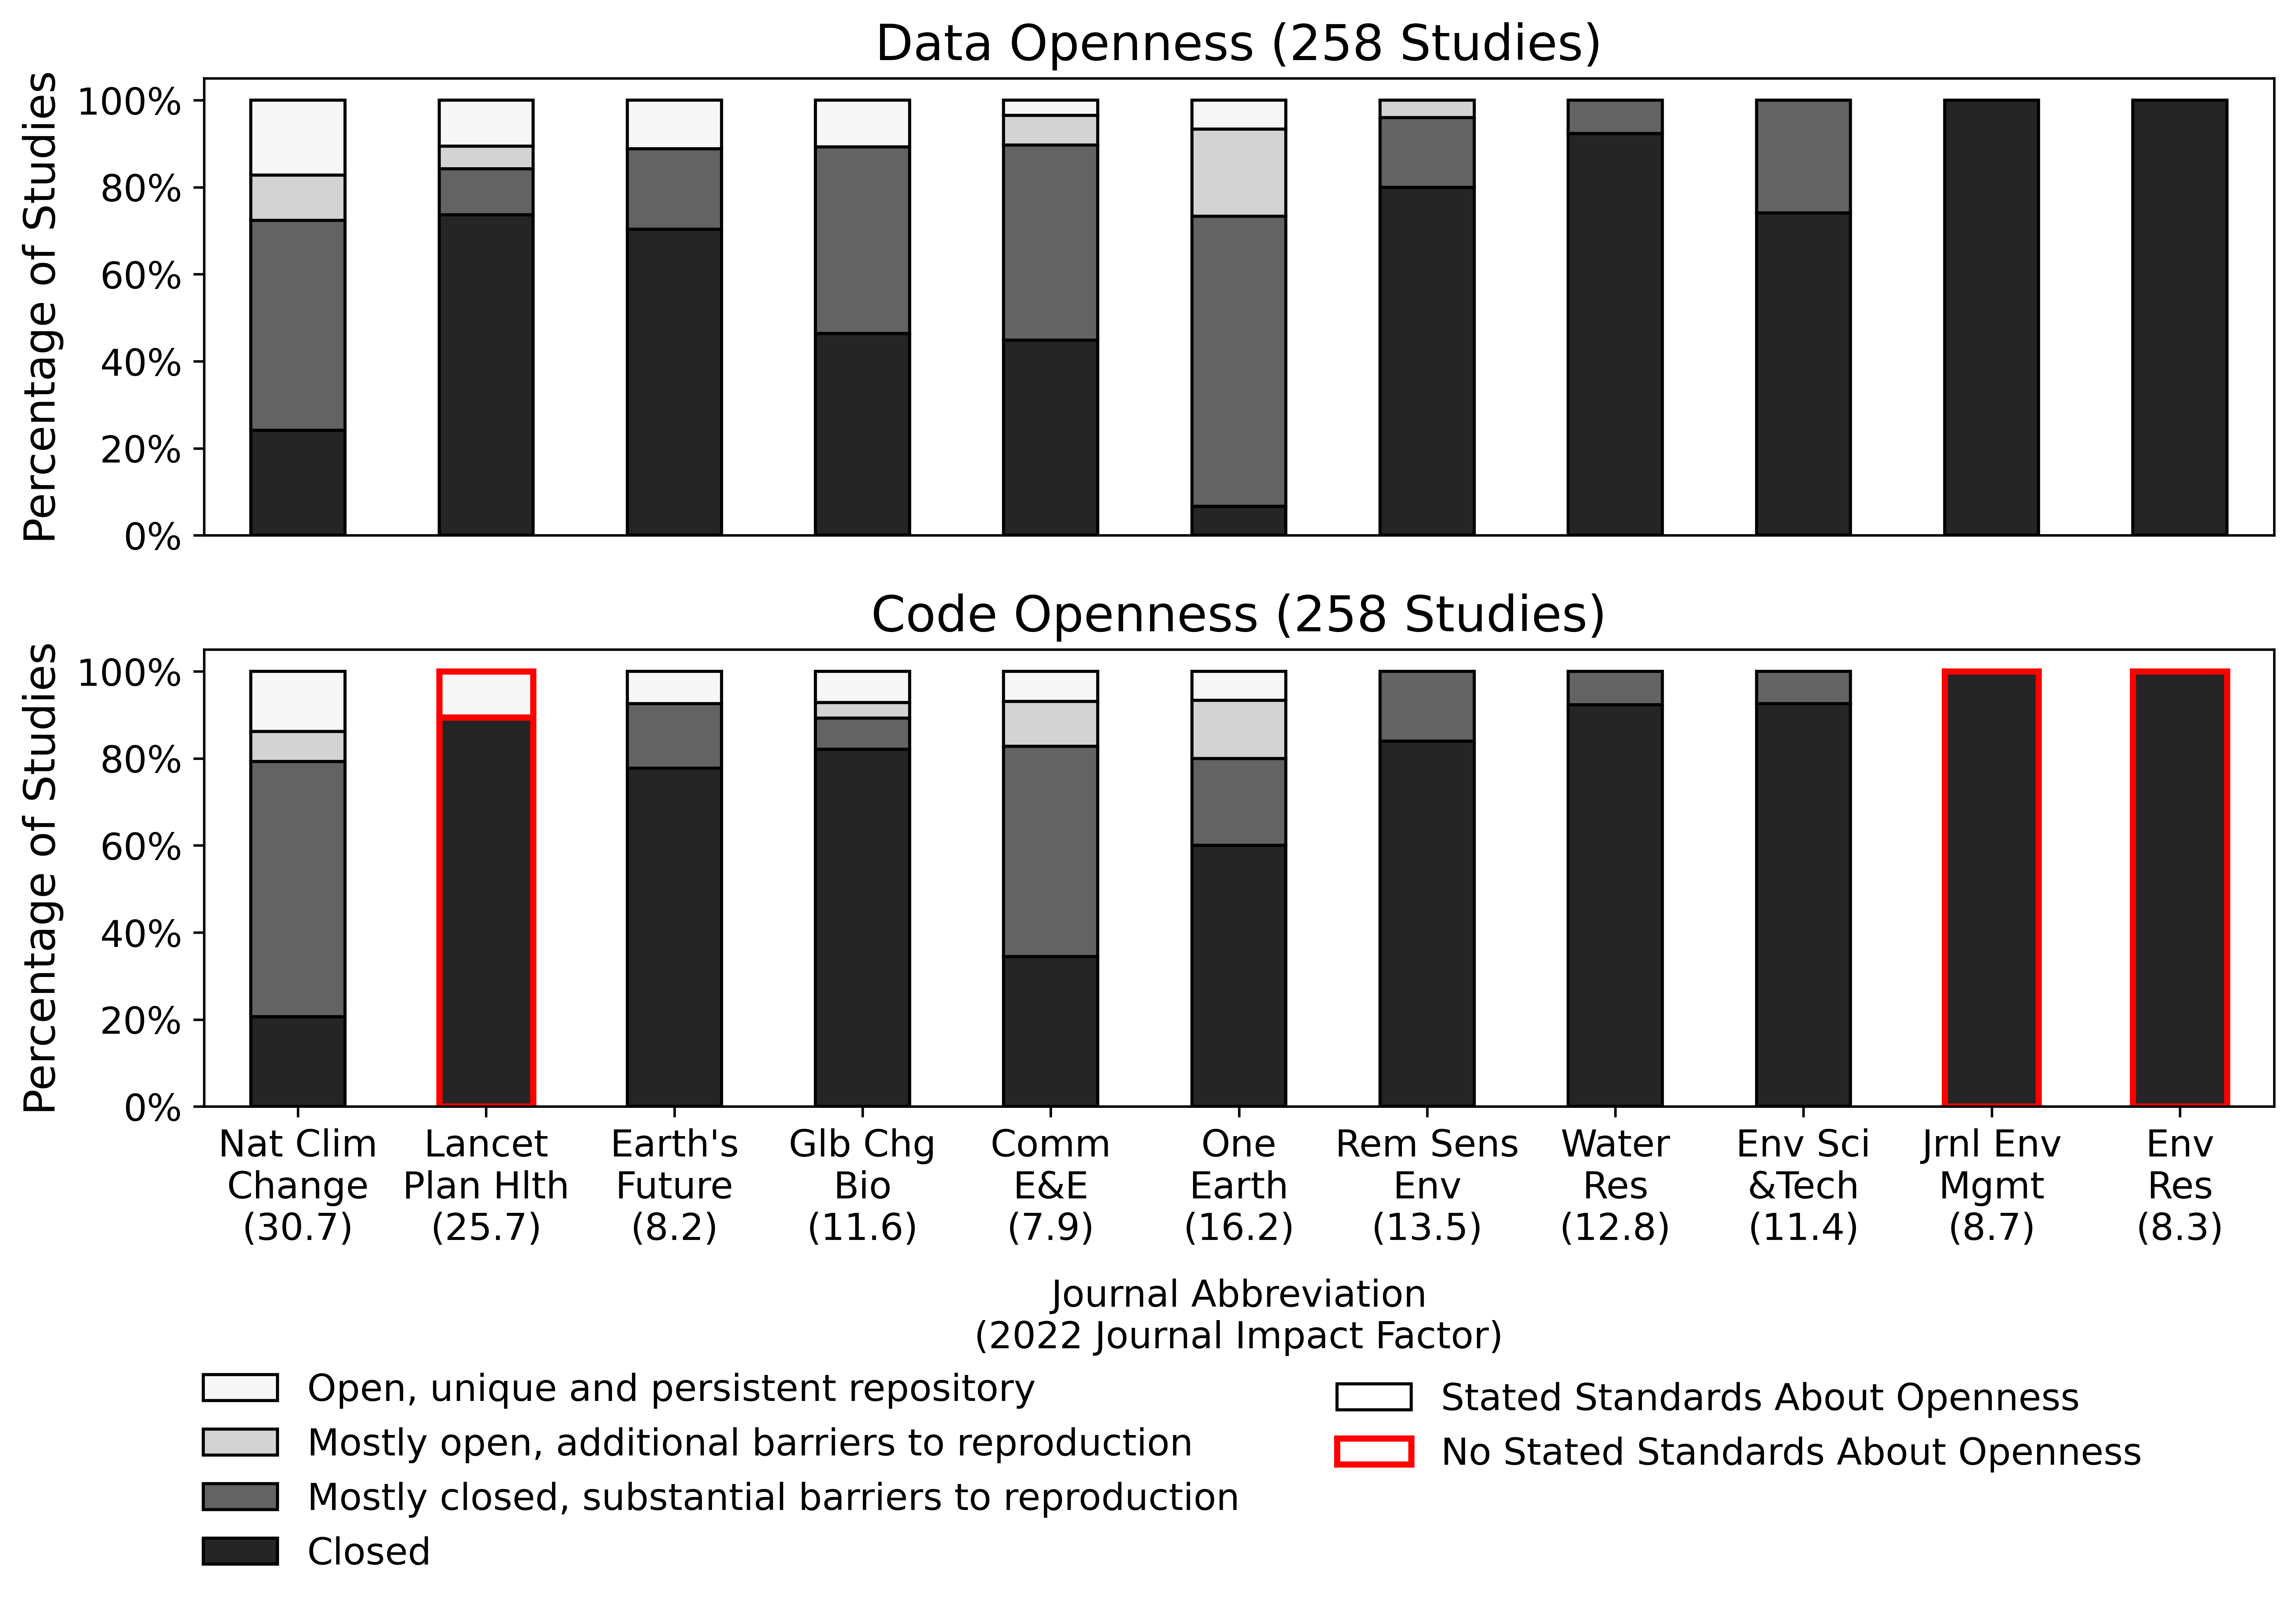 Data Openness (258 Studies)
Percentage of Studies
100%
80%
60%
40%
20%
0%
Code Openness (258 Studies)
Percentage of Studies
100%
80%
60%
40%
20%
0%
Nat Clim
Change
(30.7)
Lancet
Plan Hlth
(25.7)
Earth's
Future
(8.2)
Glb Chg
Bio
(11.6)
Comm
E&E
(7.9)
One
Earth
(16.2)
Rem Sens
Env
(13.5)
Water
Res
(12.8)
Env Sci
&Tech
(11.4)
Jrnl Env
Mgmt
(8.7)
Env
Res
(8.3)
Journal Abbreviation
(2022 Journal Impact Factor)
Open, unique and persistent repository
Mostly open, additional barriers to reproduction
Mostly closed, substantial barriers to reproduction
Closed
Stated Standards About Openness
No Stated Standards About Openness